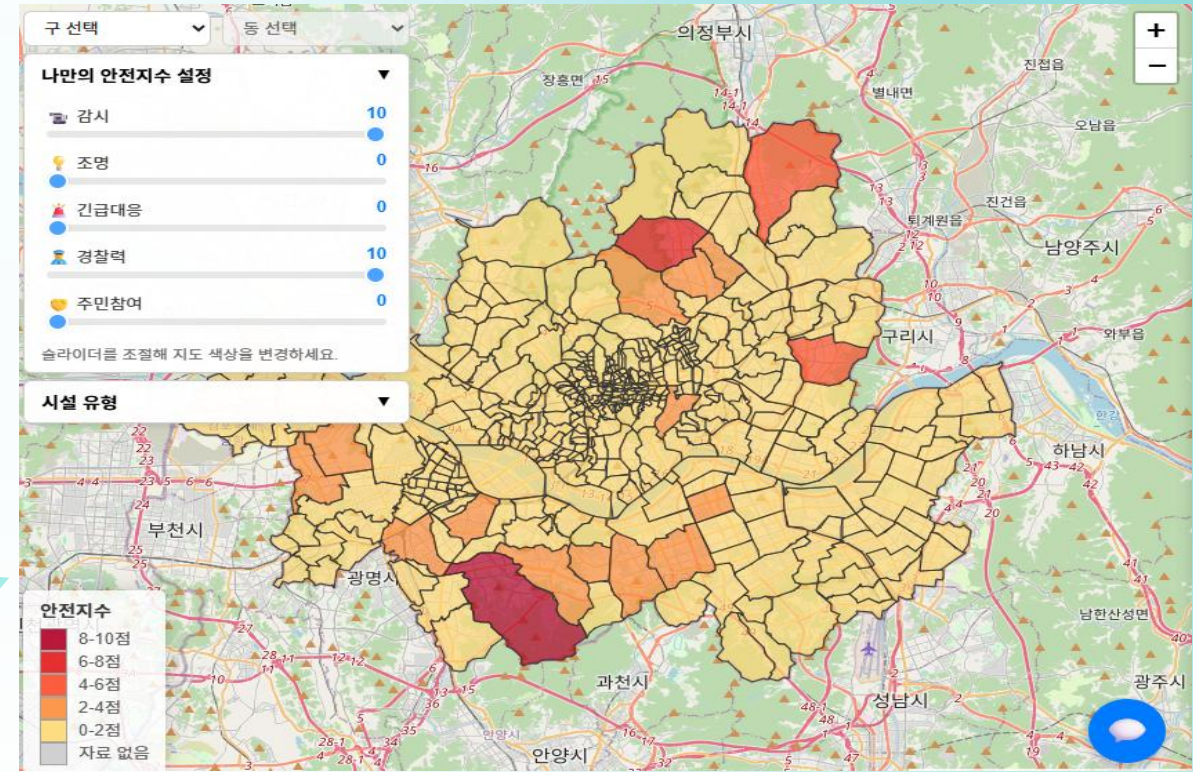 구 선택
동 선택
나만의 안전지수 설정 ▼
감시 10
조명 0
긴급대응 0
경찰력 10
주민참여 0
슬라이더를 조절해 지도 색상을 변경하세요.
시설 유형 ▼
+
−
의정부시
장흥면
진접읍
별내면
오남읍
진건읍
퇴계원읍
남양주시
와부읍
구리시
한강
하남시
부천시
광명시
남한산성면
과천시
성남시
광주시
안양시
안전지수
8-10점
6-8점
4-6점
2-4점
0-2점
자료 없음